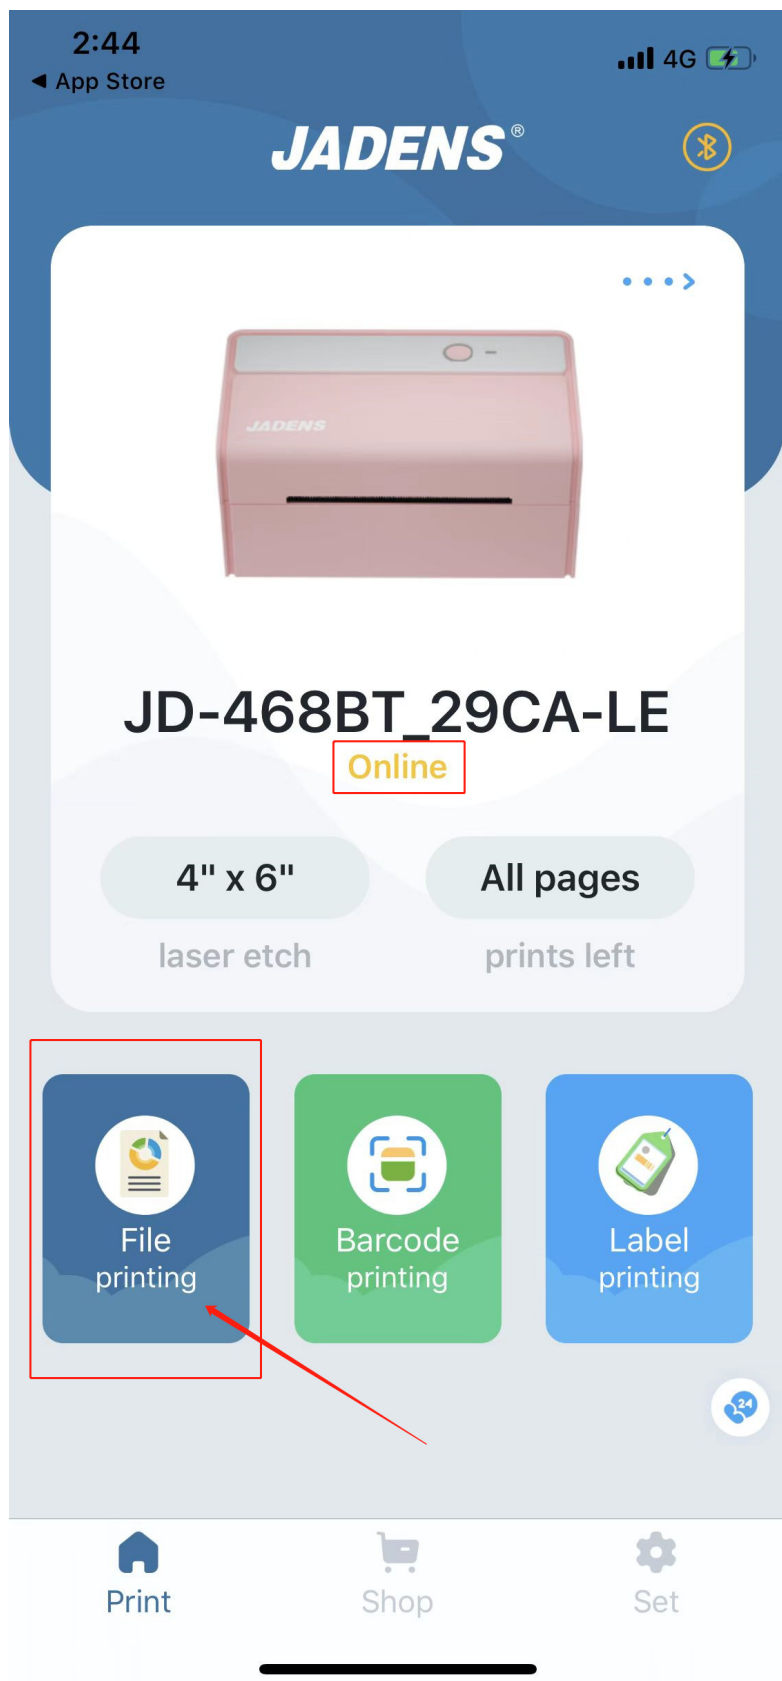 2:44
4G
◀ App Store
JADENS®
JADENS
JD-468BT_29CA-LE
Online
4" x 6"
All pages
laser etch
prints left
File
printing
Barcode
printing
Label
printing
24
Print
Shop
Set